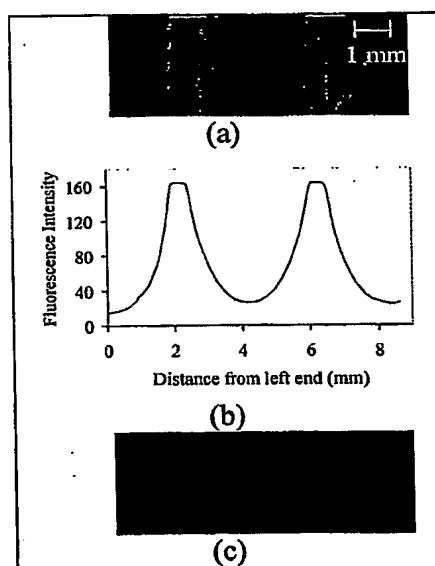 1 mm
(a)
160
120
80
40
0
Fluorescence Intensity
0 2 4 6 8
Distance from left end (mm)
(b)
(c)